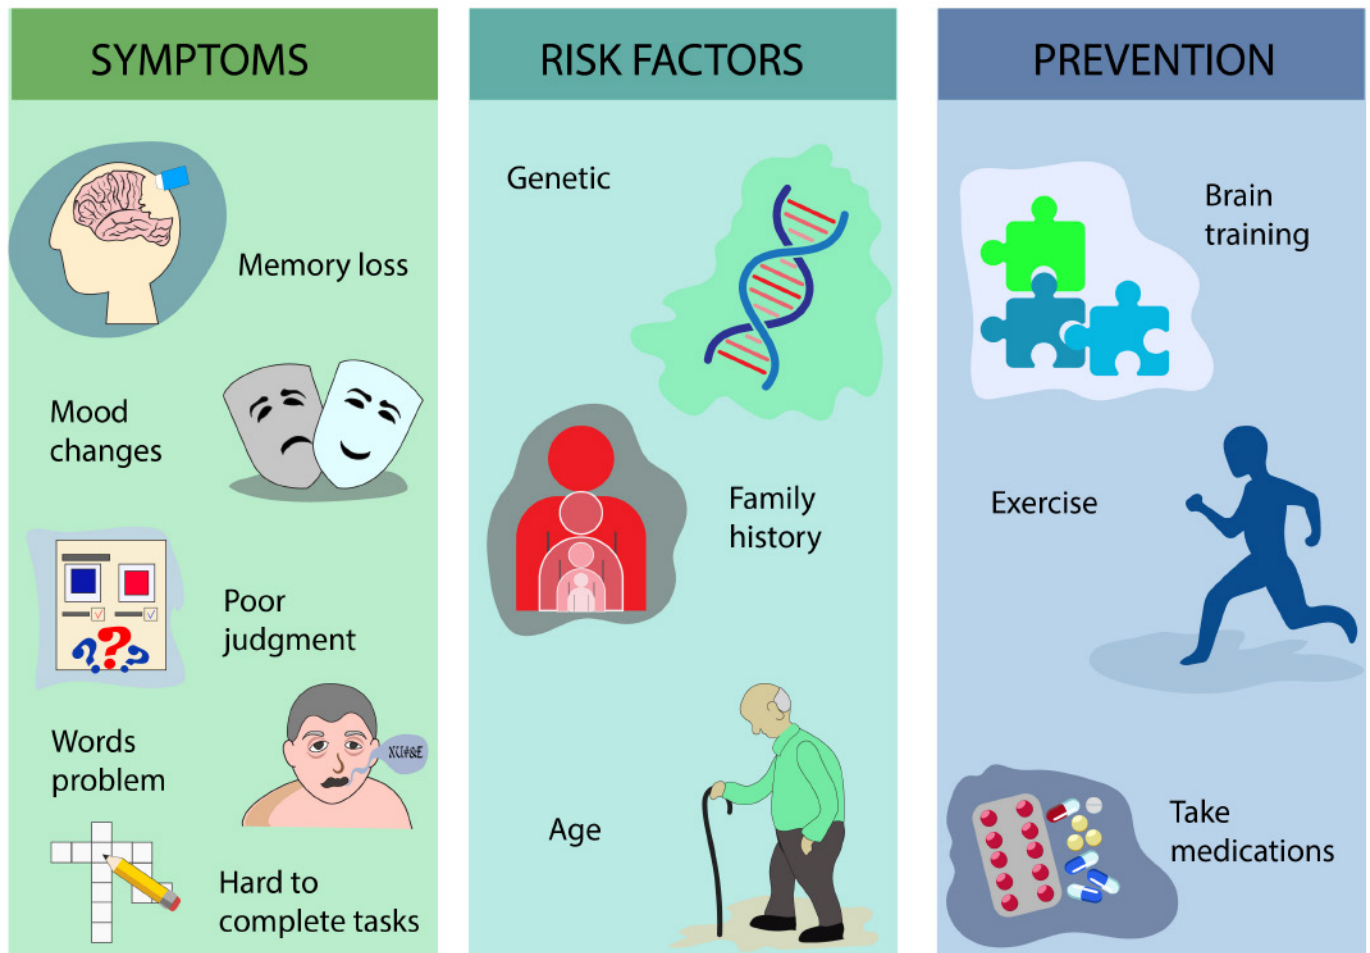 SYMPTOMS
Memory loss
Mood
changes
Poor
judgment
Words
problem
Hard to
complete tasks
RISK FACTORS
Genetic
Family
history
Age
PREVENTION
Brain
training
Exercise
Take
medications